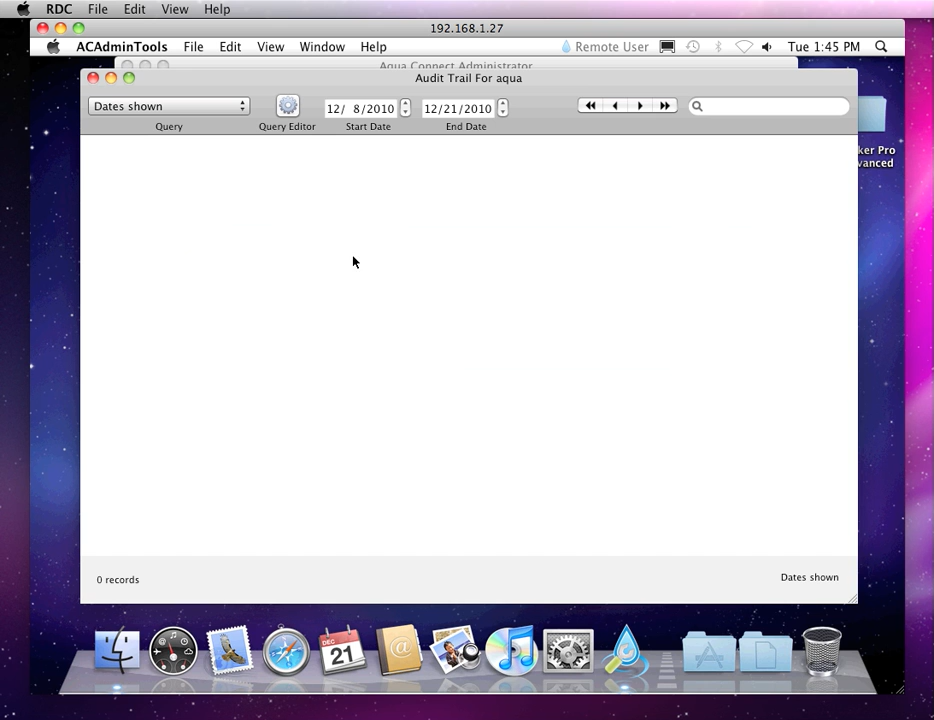 RDC File Edit View Help
192.168.1.27
ACAdminTools File Edit View Window Help Remote User Tue 1:45 PM
Aqua Connect Administrator
Audit Trail For aqua
Dates shown 12/ 8/2010 12/21/2010
Query Query Editor Start Date End Date
ker Pro
vanced
0 records Dates shown
DEC
21